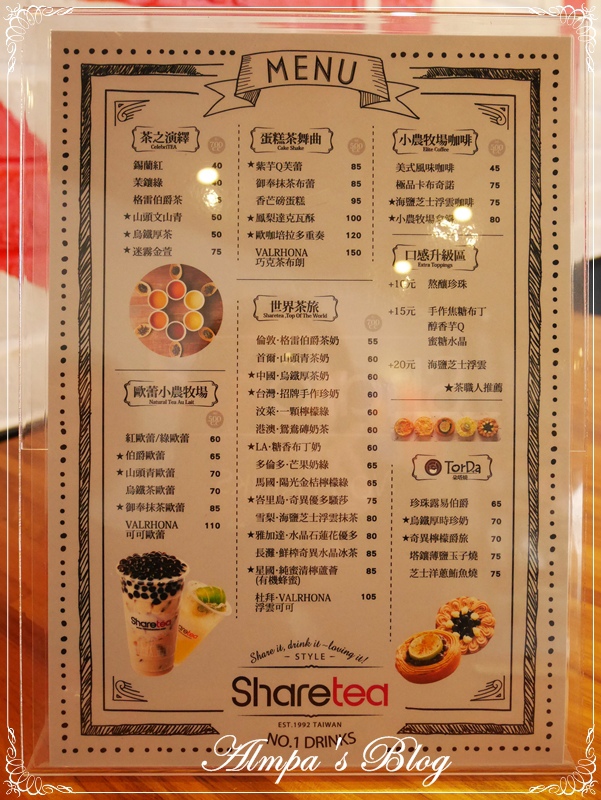 MENU
茶之演繹
CelebriTEA
錫蘭紅 40
茉鑲綠
格雷伯爵茶
★山頭文山青 50
★烏鐵厚茶 50
★迷霧金萱 75
歐蕾小農牧場
Natural Tea Au Lait
紅歐蕾/綠歐蕾 60
★伯爵歐蕾 65
★山頭青歐蕾 70
烏鐵茶歐蕾 70
★御奉抹茶歐蕾 85
VALRHONA 110
可可歐蕾
蛋糕茶舞曲
Cake Shake
★紫芋Q芙蕾 85
御奉抹茶布蕾 85
香芒磅蛋糕 95
★鳳梨達克瓦酥 100
★歐咖培拉多重奏 120
VALRHONA 150
巧克茶布朗
世界茶旅
Sharetea .Top Of The World
倫敦·格雷伯爵茶奶 55
首爾·山頭青茶奶 60
★中國·烏鐵厚茶奶 60
★台灣·招牌手作珍奶 60
汶萊·一顆檸檬綠 60
港澳·鴛鴦磚奶茶 60
★LA·糖香布丁奶 60
多倫多·芒果奶綠 65
馬國·陽光金桔檸檬綠 65
★峇里島·奇異優多騷莎 75
雪梨·海鹽芝士浮雲抹茶 80
★雅加達·水晶石蓮花優多 80
長灘·鮮榨奇異水晶冰茶 85
★星國·純蜜清檸蘆薈 85
(有機蜂蜜)
杜拜·VALRHONA 105
浮雲可可
小農牧場咖啡
Elite Coffee
美式風味咖啡 45
極品卡布奇諾 75
★海鹽芝士浮雲咖啡 75
★小農牧場拿鐵 80
口感升級區
Extra Toppings
+10元 熬釀珍珠
+15元 手作焦糖布丁
醇香芋Q
蜜糖水晶
+20元 海鹽芝士浮雲
★茶職人推薦
TorDa
染塔組
珍珠露易伯爵 65
★烏鐵厚時珍奶 70
★奇異檸檬爵旅 70
塔鑲薄鹽玉子燒 75
芝士洋蔥鮪魚燒 75
Sharetea
Sharetea
Share it, drink it ~loving it!
~ STYLE ~
Sharetea
EST.1992 TAIWAN
NO.1 DRINKS
Almpa's Blog